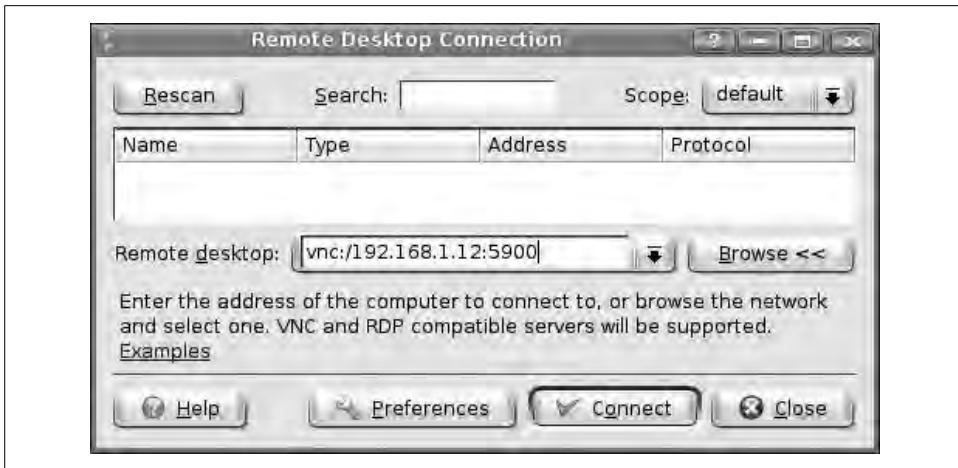 Remote Desktop Connection
Rescan Search: Scope: default
Name Type Address Protocol
Remote desktop: vnc:/192.168.1.12:5900 Browse <<
Enter the address of the computer to connect to, or browse the network
and select one. VNC and RDP compatible servers will be supported.
Examples
Help Preferences Connect Close